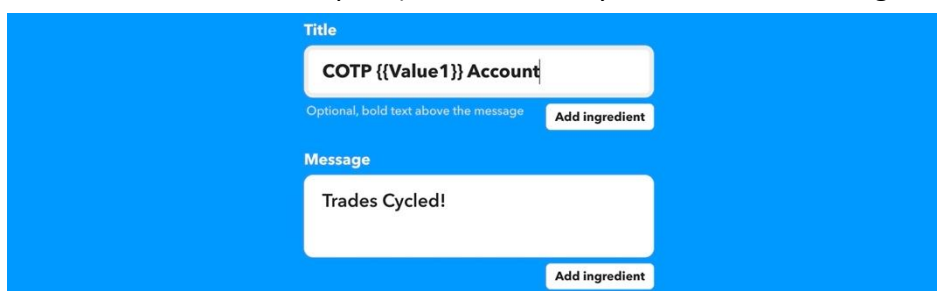 Title
COTP {{Value1}} Account
Optional, bold text above the message
Add ingredient
Message
Trades Cycled!
Add ingredient